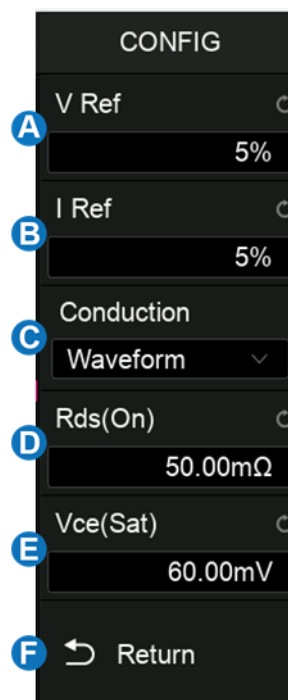 CONFIG
V Ref
A
5%
I Ref
B
5%
Conduction
C
Waveform
Rds(On)
D
50.00mΩ
Vce(Sat)
E
60.00mV
F Return